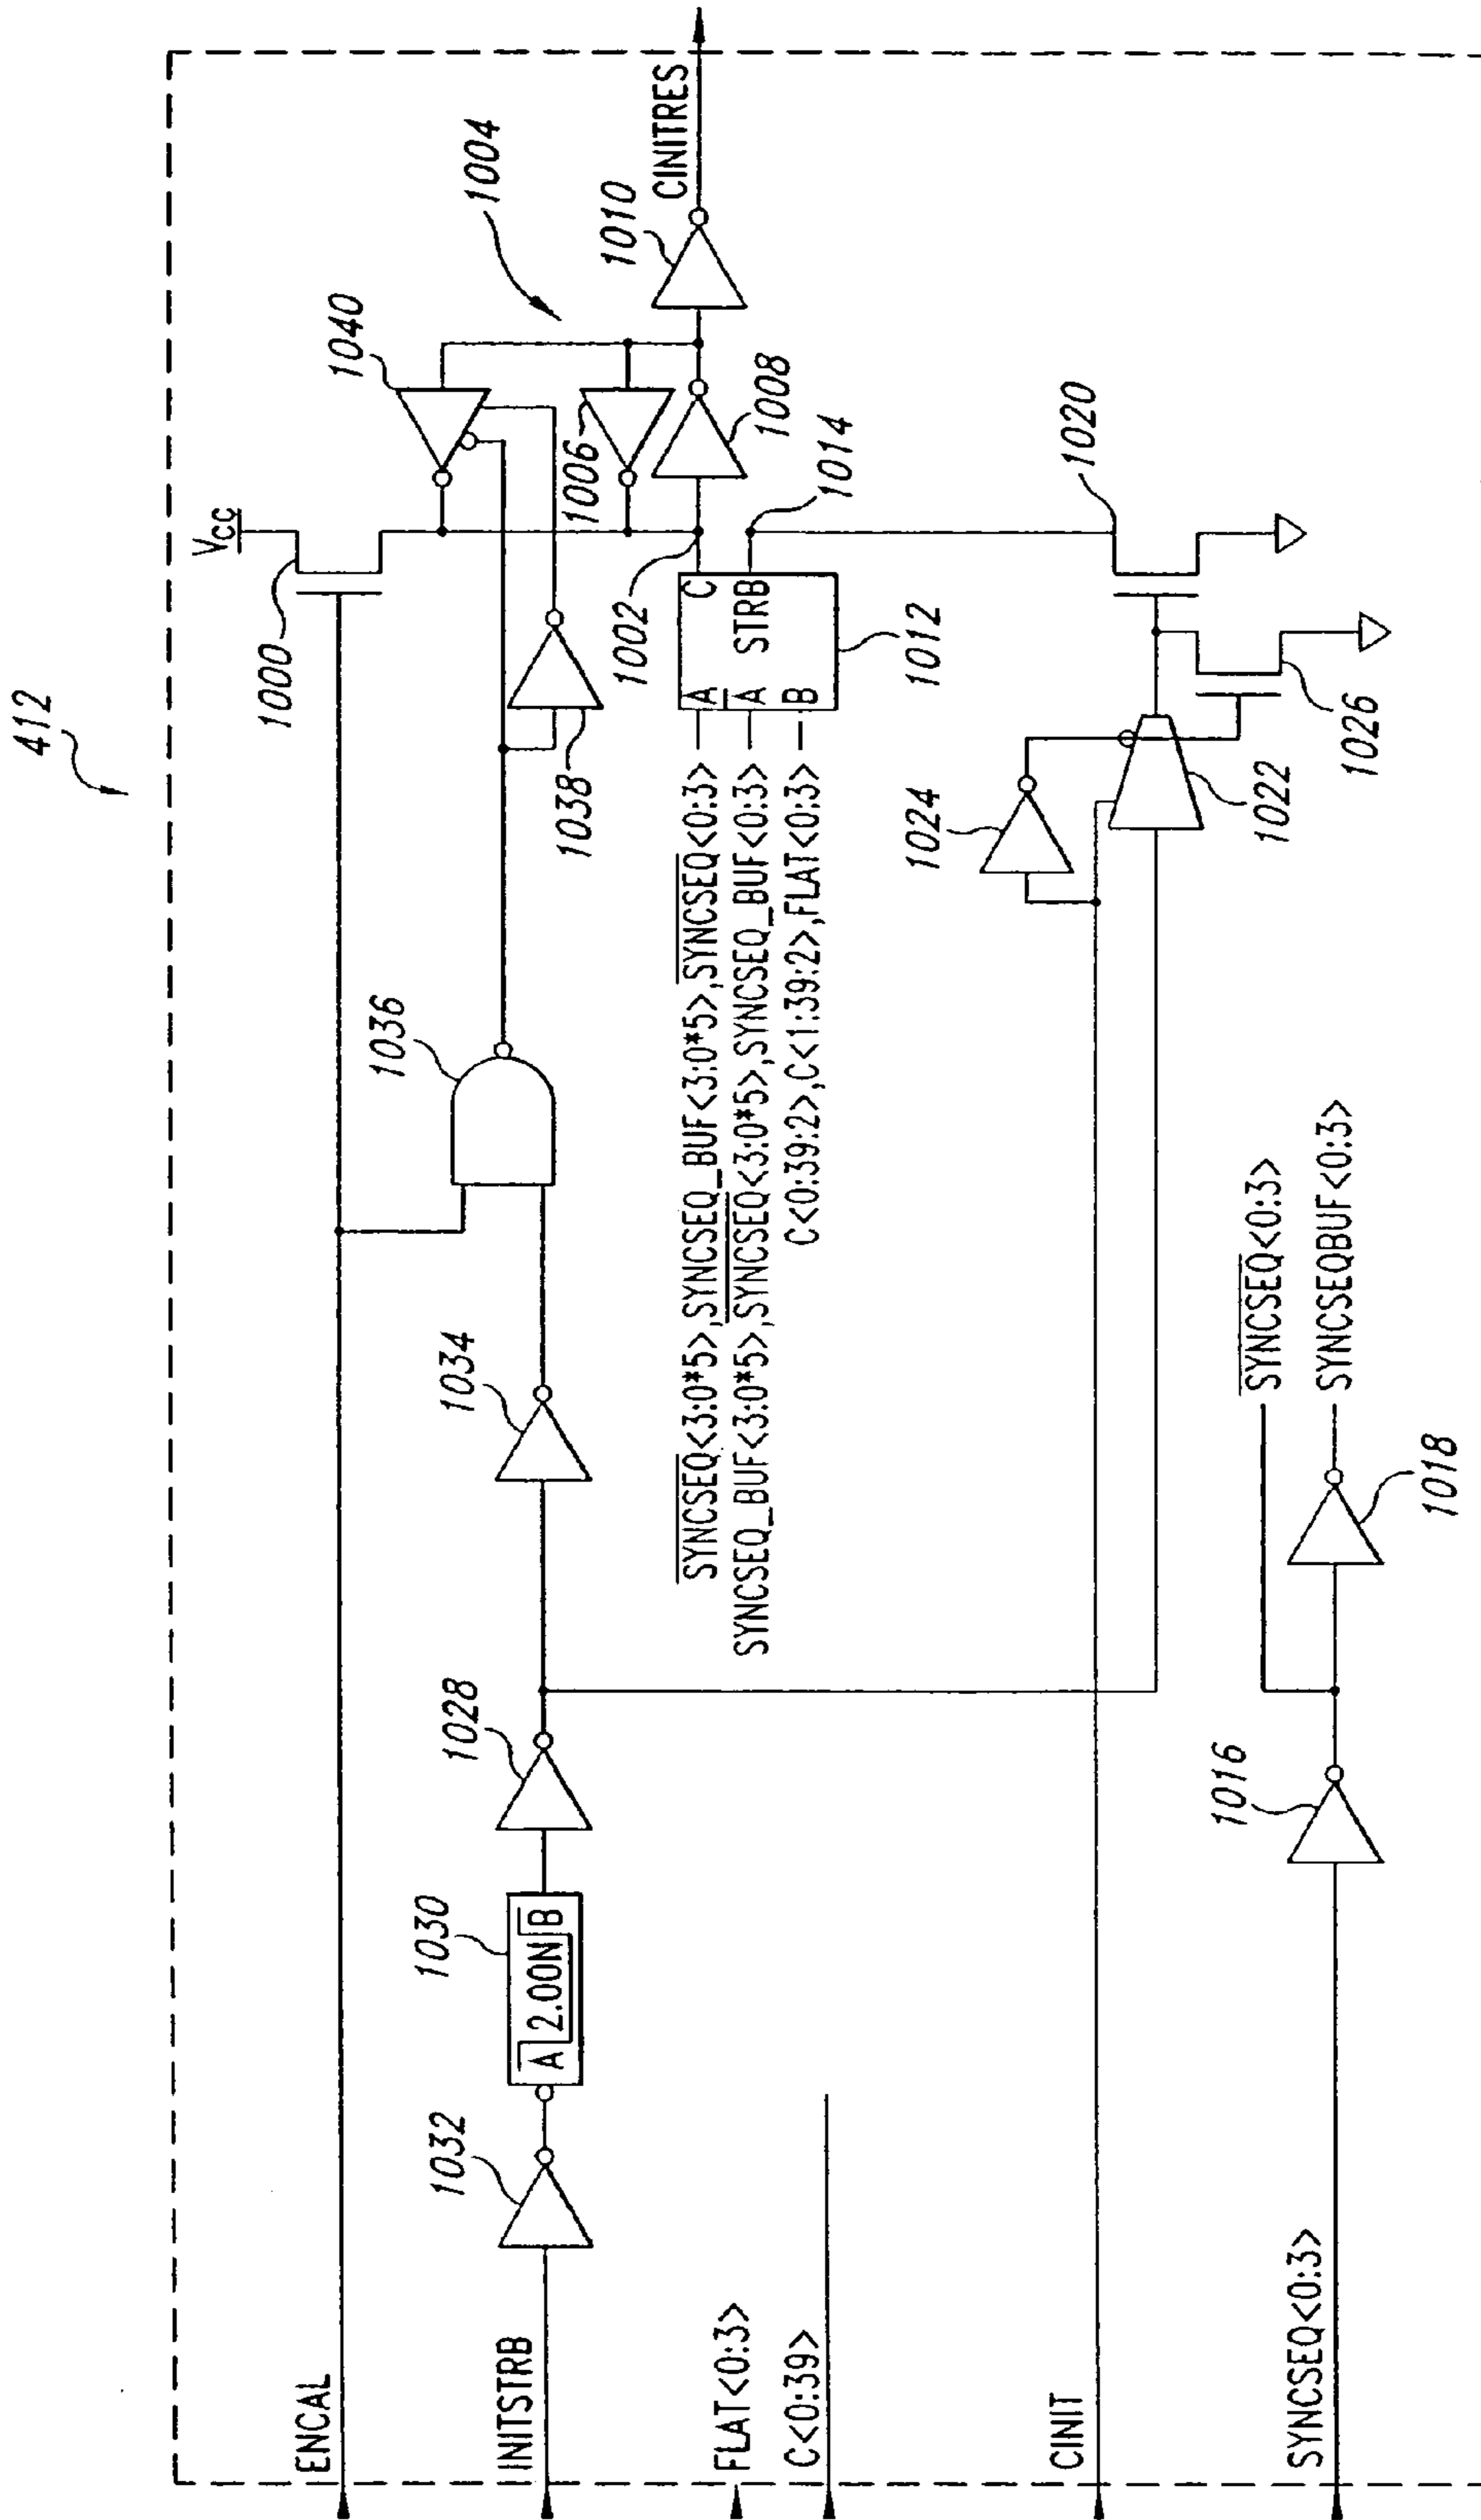 412
ENCAL
INITSTRB
FLAT<0:3>
C<0:39>
CINIT
SYNCSEQ<0:3>
1032
1030
A 2.00N B
1028
1034
1036
1038
1000
Vcc
1040
1004
1006
1008
1010
CINITRES
1002
SYNCSEQ<3:0*5>,SYNCSEQ_BUF<3:0*5>,SYNCSEQ<0:3>
SYNCSEQ_BUF<3:0*5>,SYNCSEQ<3:0*5>,SYNCSEQ_BUF<0:3>
C<0:39:2>,C<1:39:2>,FLAT<0:3>
A C
A STRB
B
1012
1014
1020
1024
1022
1026
1016
1018
SYNCSEQ<0:3>
SYNCSEQBUF<0:3>